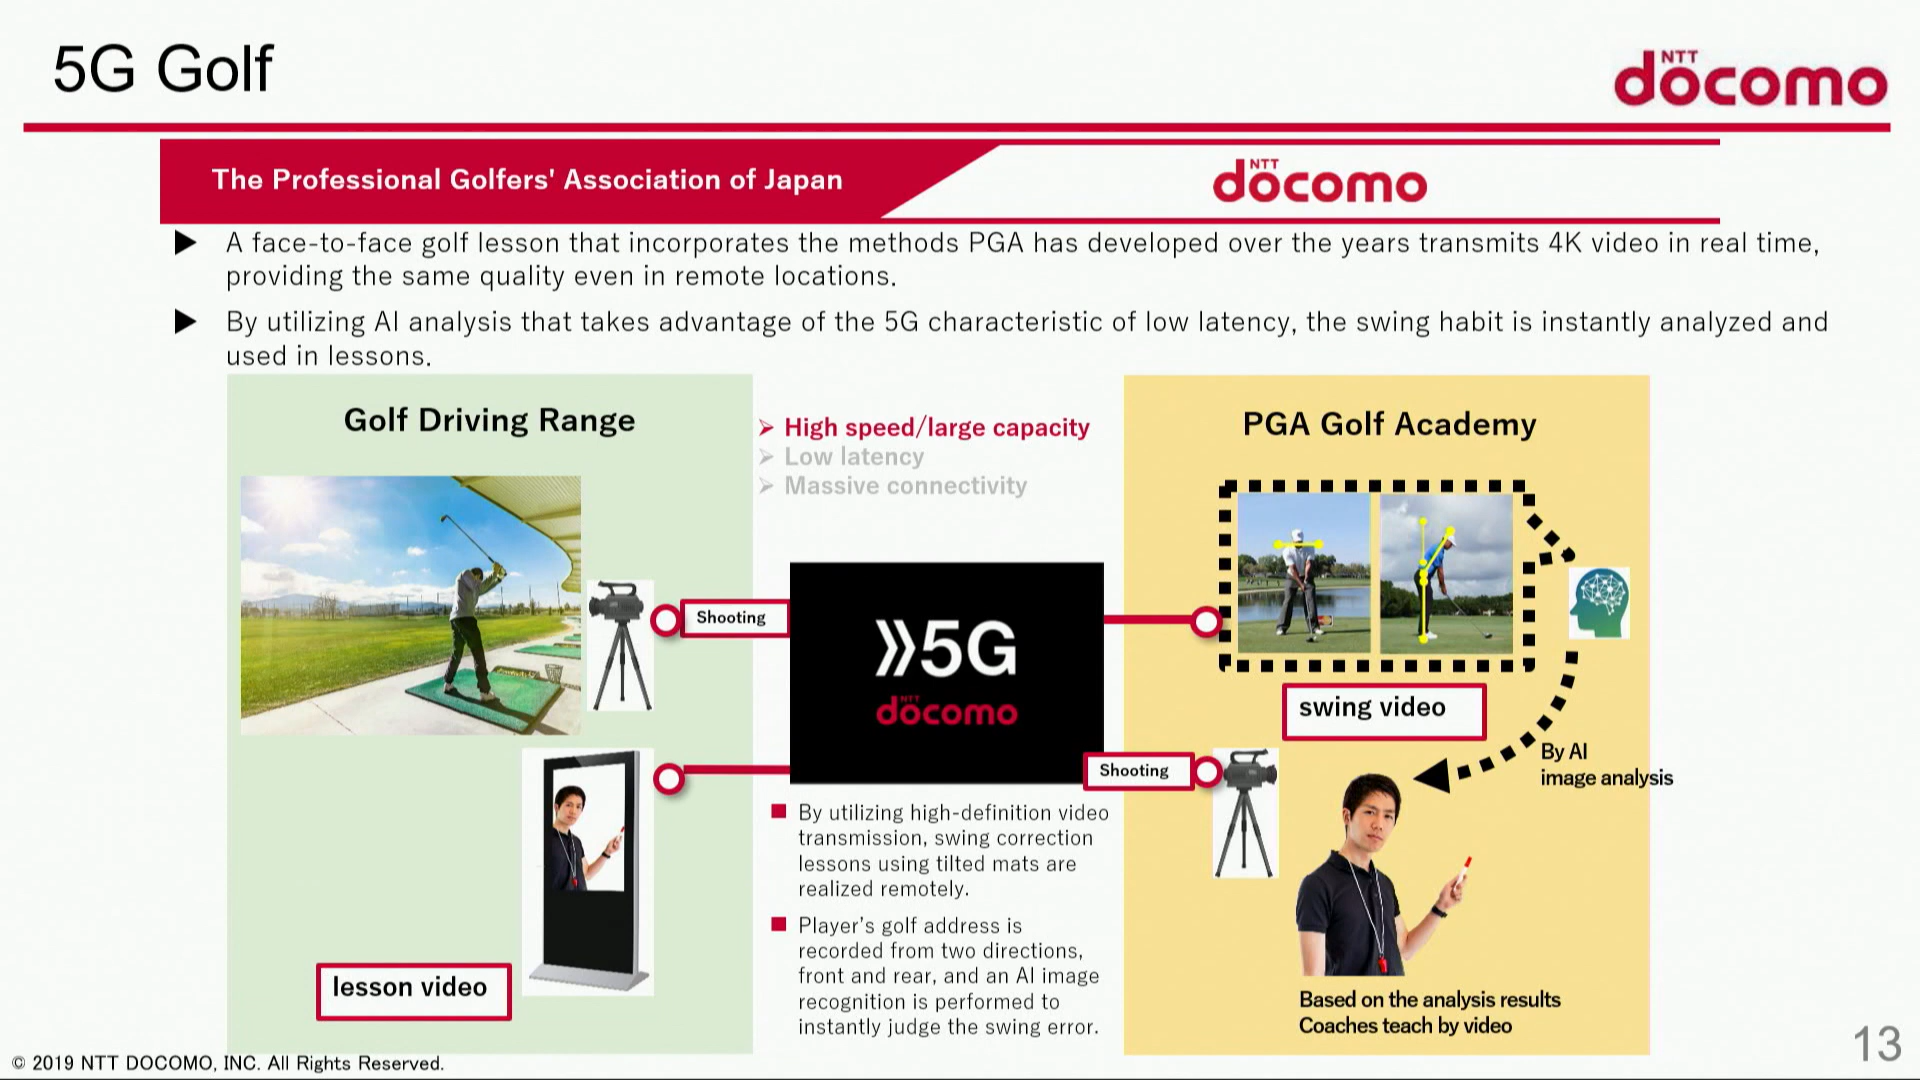 5G Golf
NTT
docomo
The Professional Golfers' Association of Japan
NTT
docomo
A face-to-face golf lesson that incorporates the methods PGA has developed over the years transmits 4K video in real time,
providing the same quality even in remote locations.
By utilizing AI analysis that takes advantage of the 5G characteristic of low latency, the swing habit is instantly analyzed and
used in lessons.
Golf Driving Range
High speed/large capacity
Low latency
Massive connectivity
PGA Golf Academy
Shooting
5G
NTT
docomo
swing video
Shooting
By AI
image analysis
By utilizing high-definition video
transmission, swing correction
lessons using tilted mats are
realized remotely.
Player's golf address is
recorded from two directions,
front and rear, and an AI image
recognition is performed to
instantly judge the swing error.
lesson video
Based on the analysis results
Coaches teach by video
© 2019 NTT DOCOMO, INC. All Rights Reserved.
13